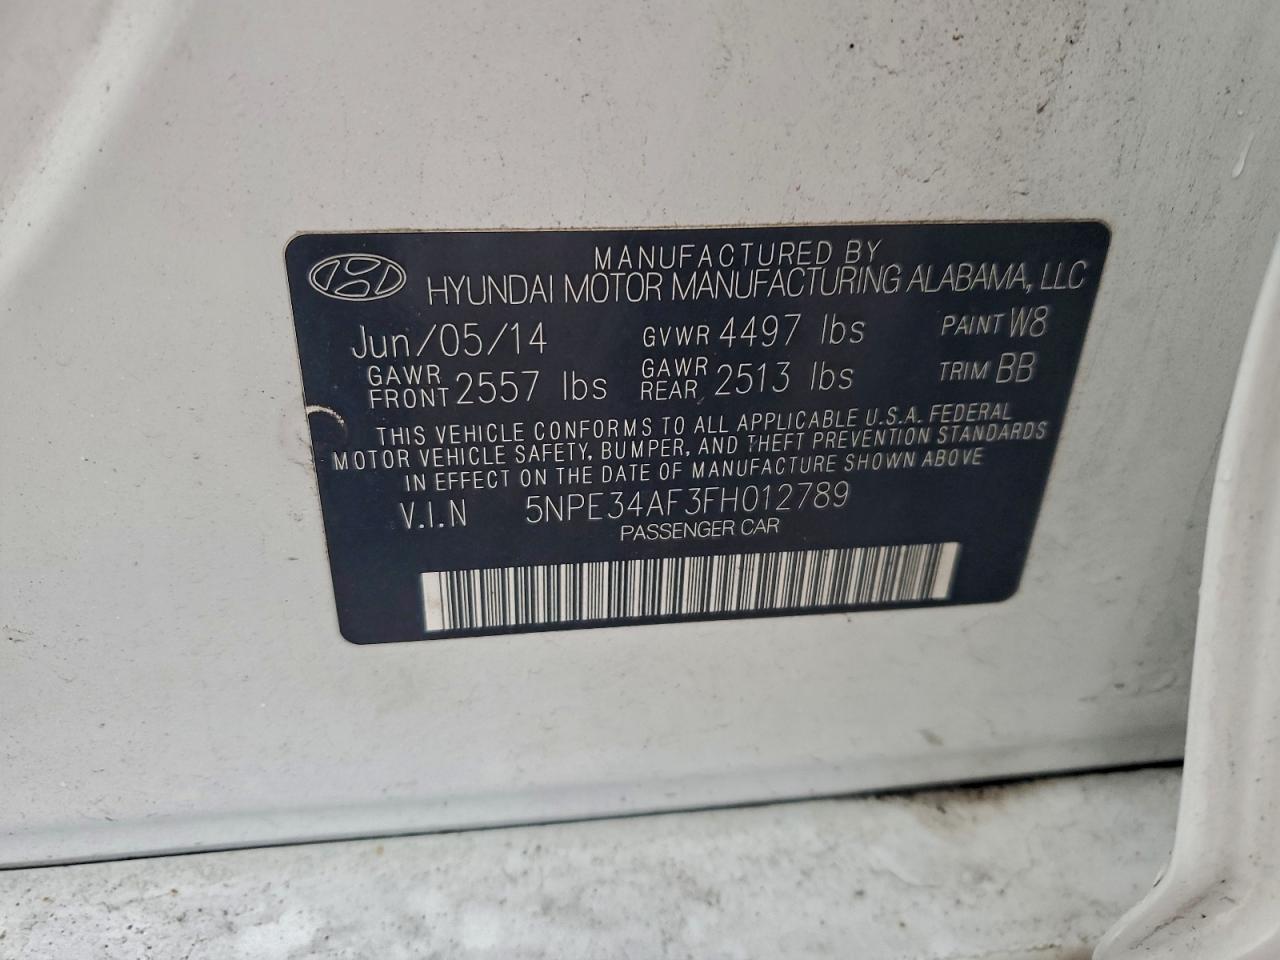 MANUFACTURED BY
HYUNDAI MOTOR MANUFACTURING ALABAMA, LLC
Jun/05/14 GVWR 4497 lbs PAINT W8
GAWR FRONT 2557 lbs GAWR REAR 2513 lbs TRIM BB
THIS VEHICLE CONFORMS TO ALL APPLICABLE U.S.A. FEDERAL
MOTOR VEHICLE SAFETY, BUMPER, AND THEFT PREVENTION STANDARDS
IN EFFECT ON THE DATE OF MANUFACTURE SHOWN ABOVE
V.I.N 5NPE34AF3FH012789
PASSENGER CAR